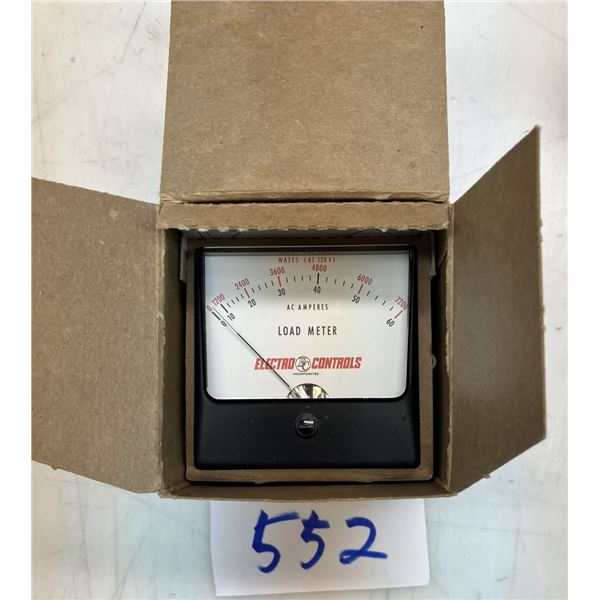 WATTS (AT 120V)
0 1200 2400 3600 4800 6000 7200
0 10 20 30 40 50 60
AC AMPERES
LOAD METER
ELECTRO CONTROLS
INCORPORATED
552